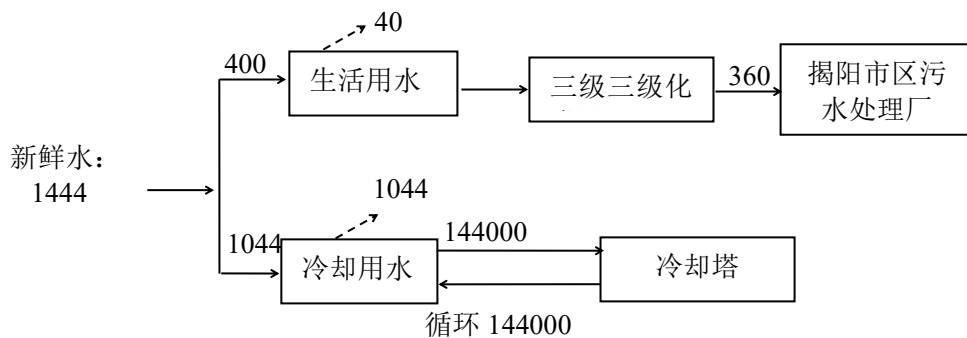 40
400
生活用水
三级三级化
360
揭阳市区污
水处理厂
新鲜水：
1444
1044
1044
冷却用水
144000
冷却塔
循环 144000